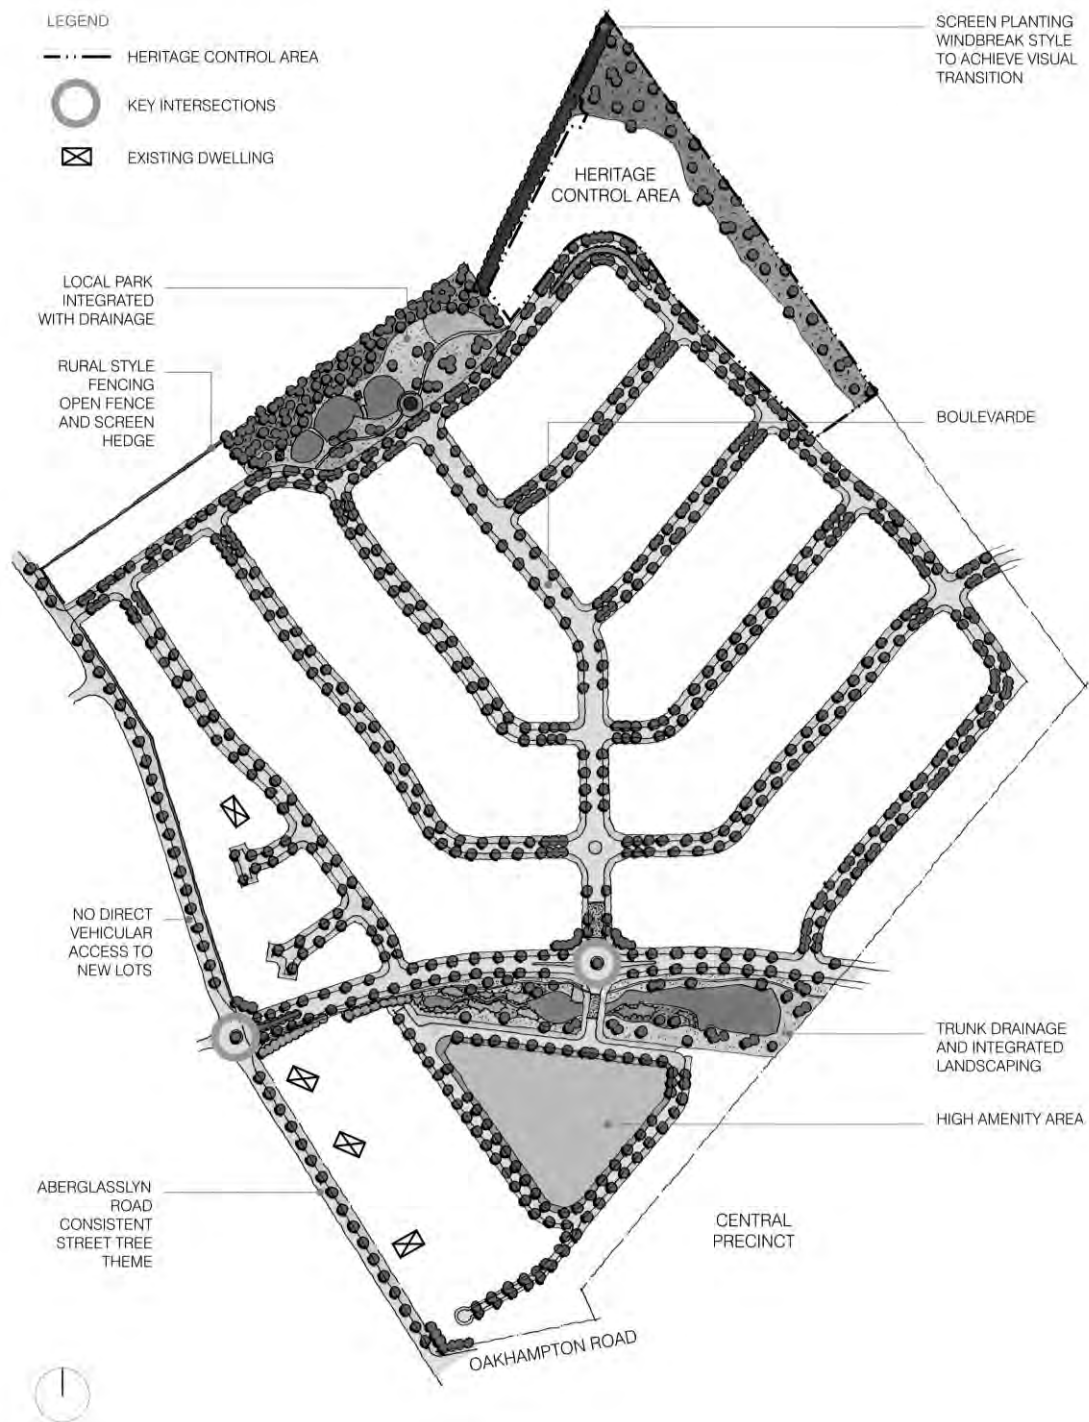 LEGEND
HERITAGE CONTROL AREA
KEY INTERSECTIONS
EXISTING DWELLING
SCREEN PLANTING
WINDBREAK STYLE
TO ACHIEVE VISUAL
TRANSITION
HERITAGE
CONTROL AREA
LOCAL PARK
INTEGRATED
WITH DRAINAGE
RURAL STYLE
FENCING
OPEN FENCE
AND SCREEN
HEDGE
BOULEVARDE
NO DIRECT
VEHICULAR
ACCESS TO
NEW LOTS
TRUNK DRAINAGE
AND INTEGRATED
LANDSCAPING
HIGH AMENITY AREA
ABERGLASSLYN
ROAD
CONSISTENT
STREET TREE
THEME
CENTRAL
PRECINCT
OAKHAMPTON ROAD